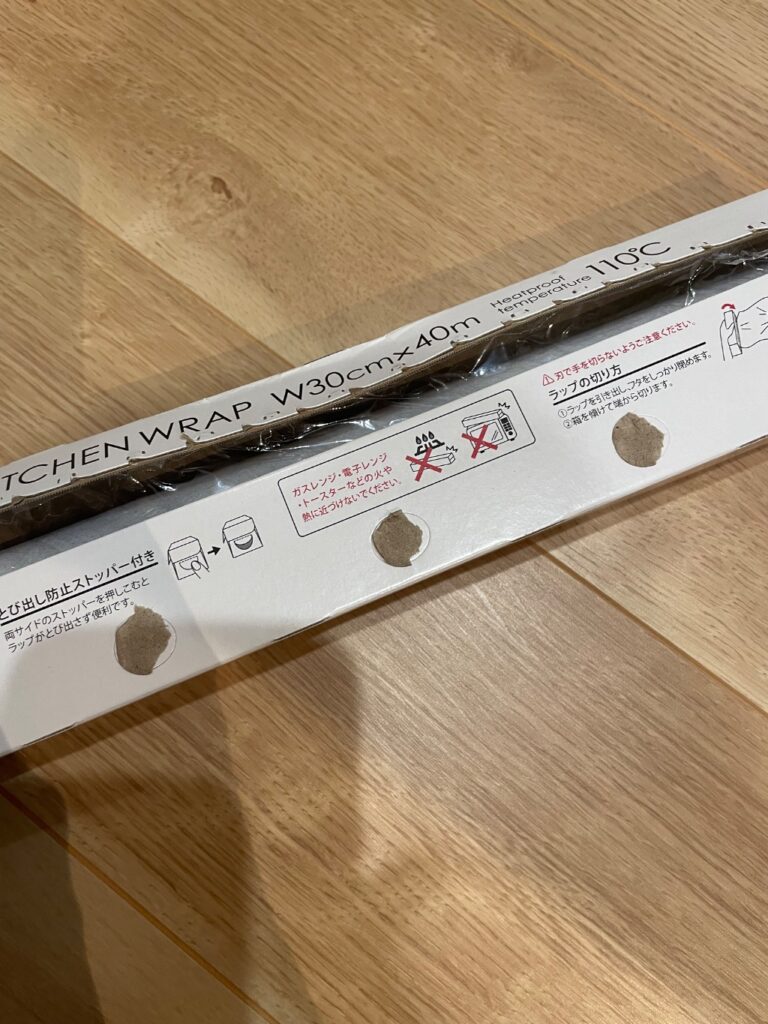 TCHEN WRAP W30cm×40m Heatproof temperature 110℃
⚠刃で手を切らないようご注意ください。
ラップの切り方
①ラップを引き出し、フタをしっかり閉めます。
②箱を傾けて端から切ります。
ガスレンジ・電子レンジ
・トースターなどの火や
熱に近づけないでください。
とび出し防止ストッパー付き
両サイドのストッパーを押しこむと
ラップがとび出さず便利です。